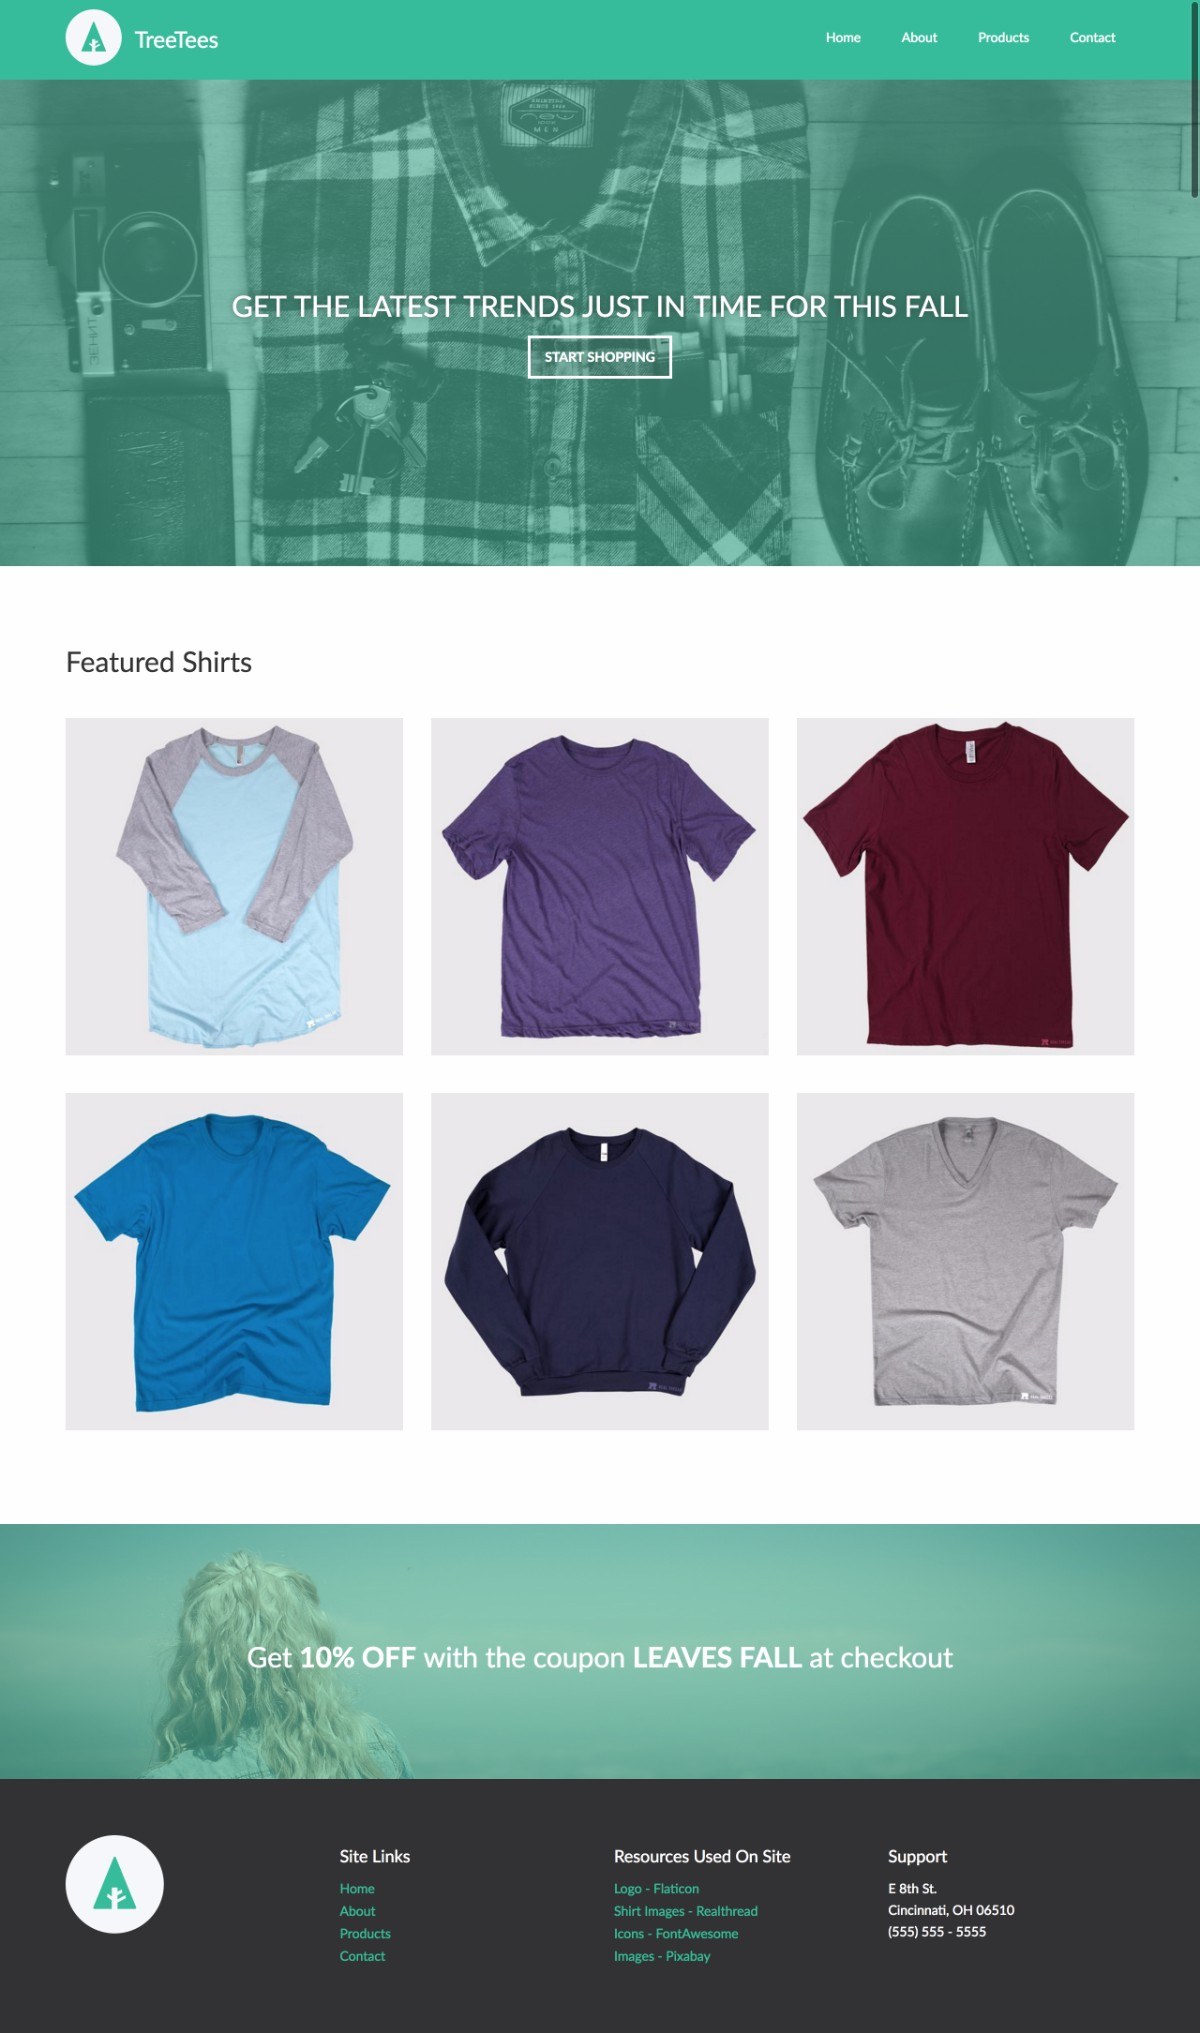 TreeTees
Home
About
Products
Contact
MEN
ЗЕНИТ
GET THE LATEST TRENDS JUST IN TIME FOR THIS FALL
START SHOPPING
Featured Shirts
Get 10% OFF with the coupon LEAVES FALL at checkout
Site Links
Home
About
Products
Contact
Resources Used On Site
Logo - Flaticon
Shirt Images - Realthread
Icons - FontAwesome
Images - Pixabay
Support
E 8th St.
Cincinnati, OH 06510
(555) 555 - 5555